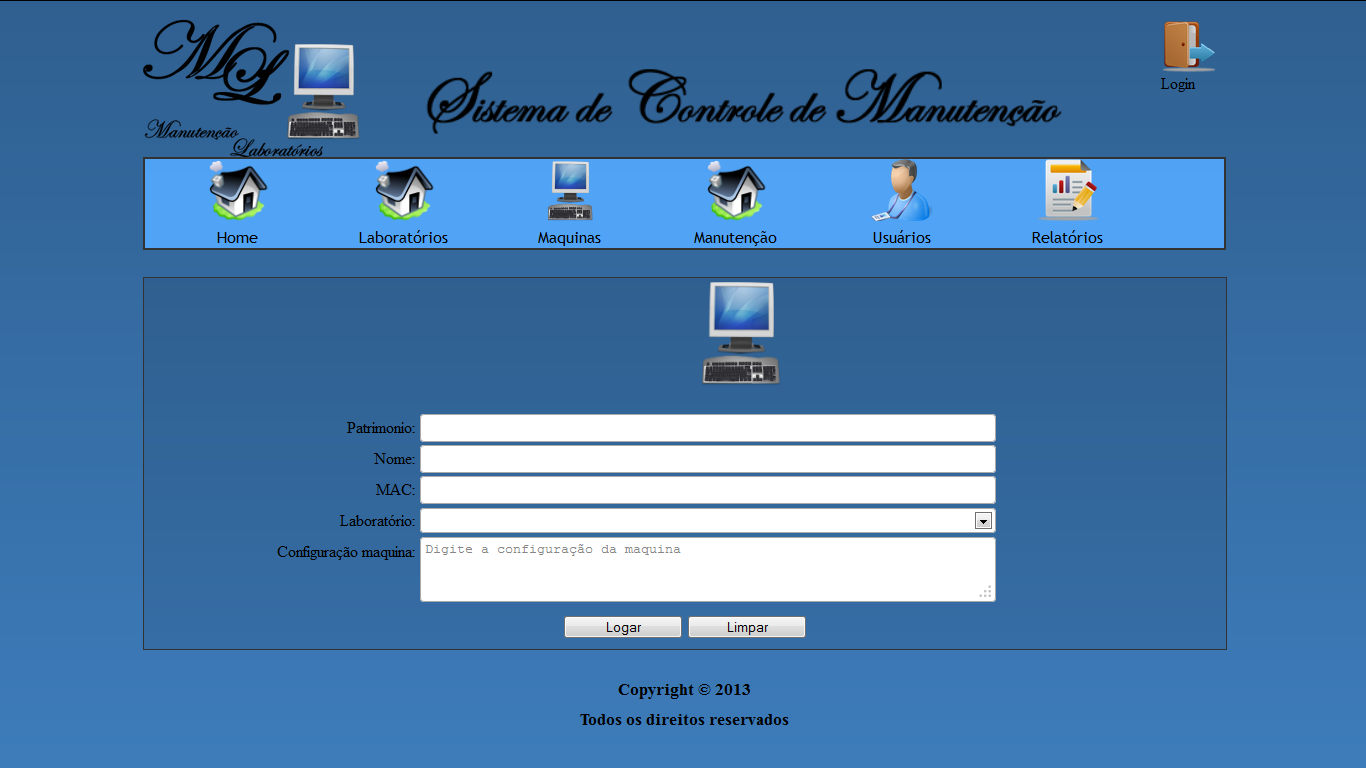 ML
Login
Sistema de Controle de Manutenção
Manutenção
Laboratórios
Home Laboratórios Maquinas Manutenção Usuários Relatórios
Patrimonio:
Nome:
MAC:
Laboratório:
Configuração maquina: Digite a configuração da maquina
Logar Limpar
Copyright © 2013
Todos os direitos reservados